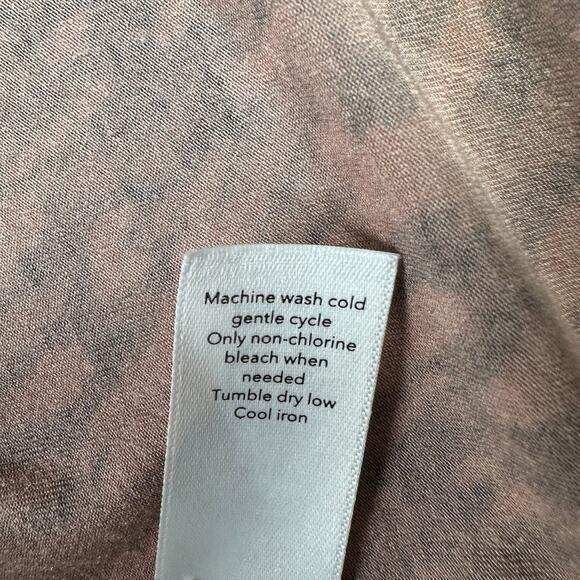 Machine wash cold
gentle cycle
Only non-chlorine
bleach when
needed
Tumble dry low
Cool iron